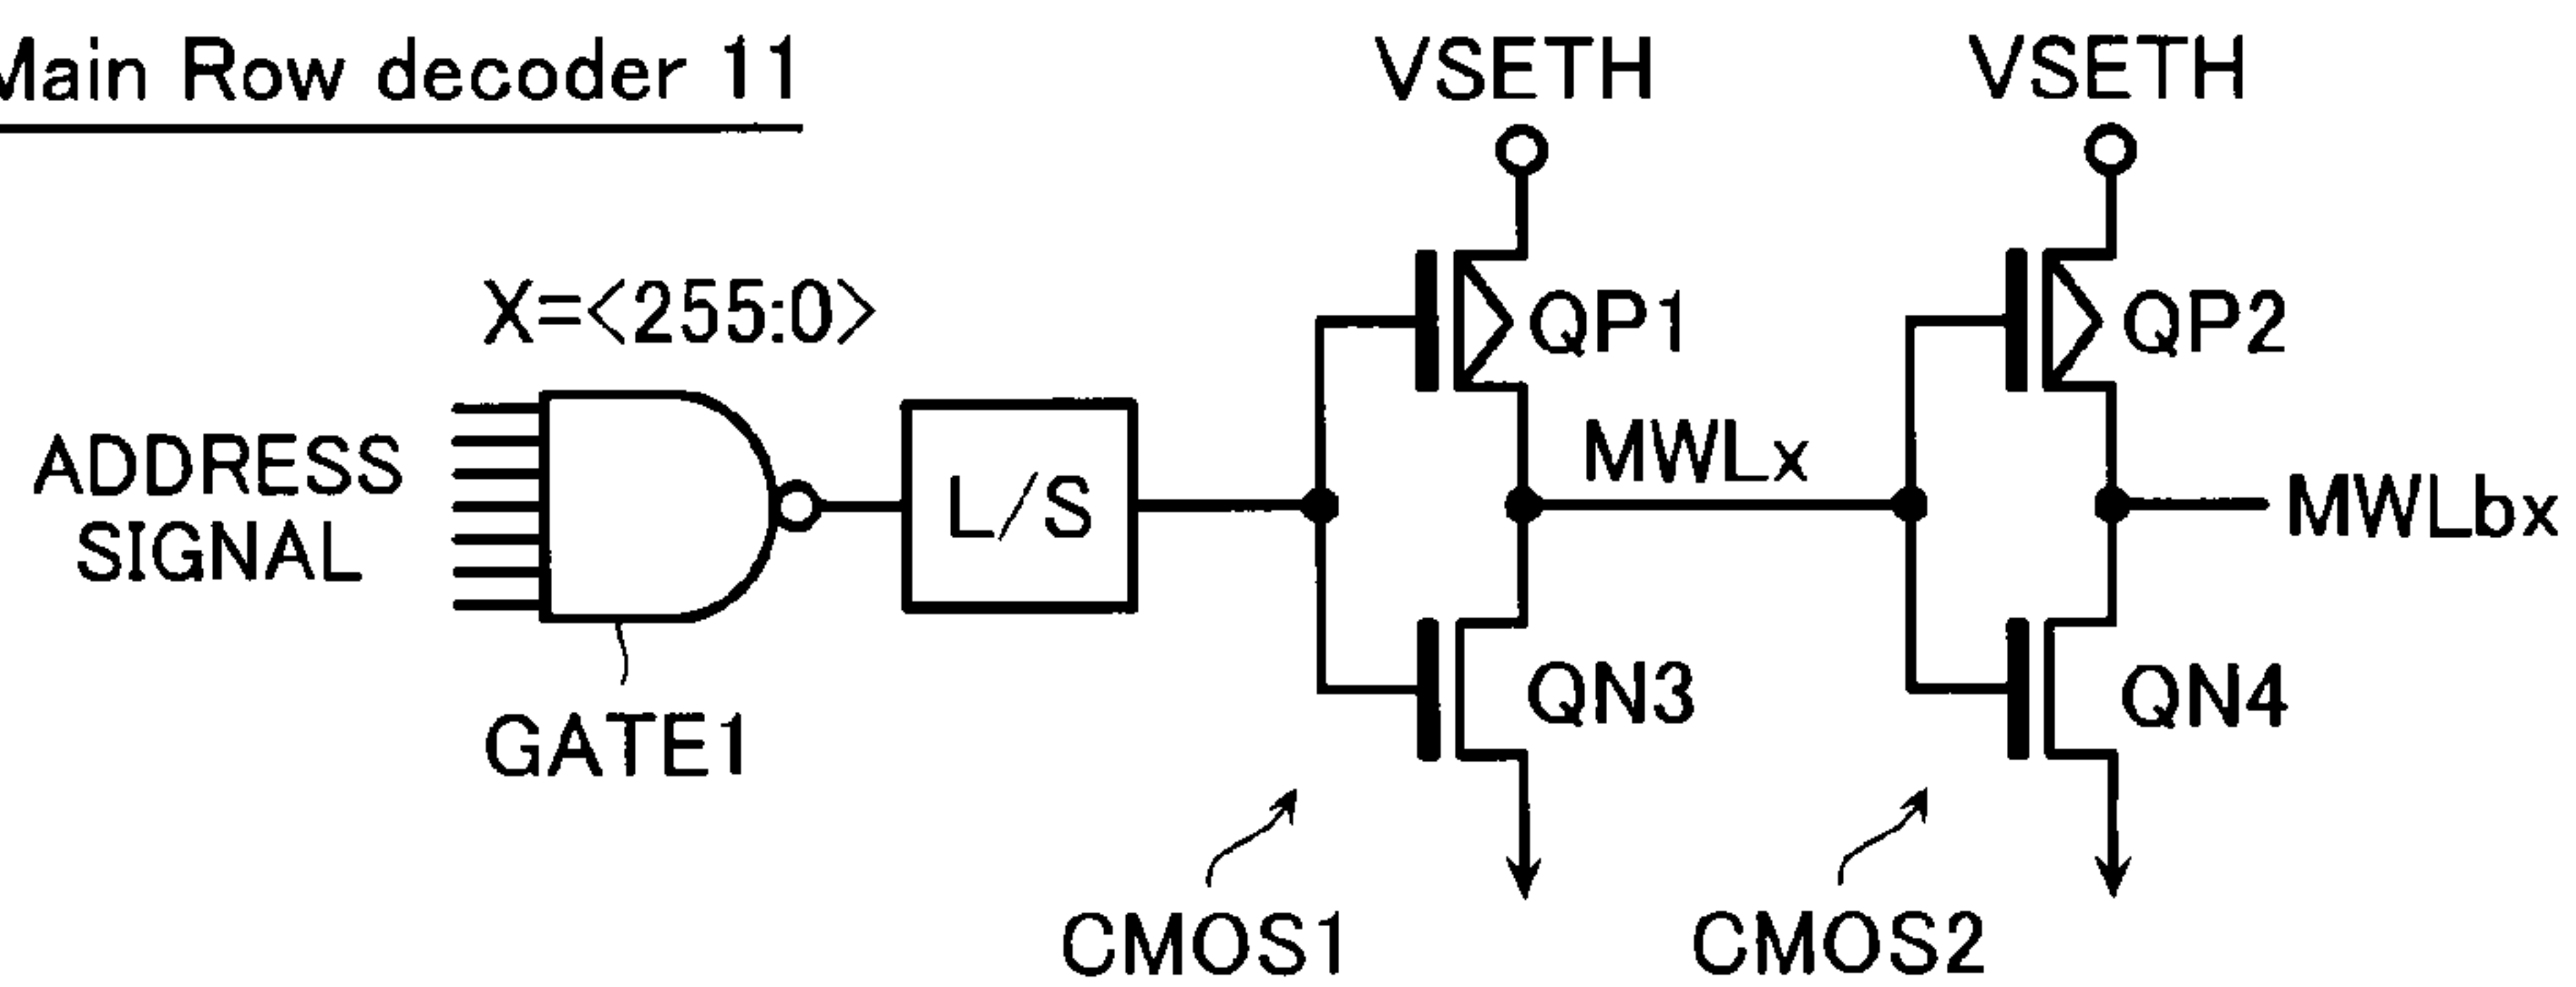 Main Row decoder 11
VSETH
VSETH
X=<255:0>
QP1
QP2
ADDRESS
SIGNAL
L/S
MWLx
MWLbx
GATE1
QN3
QN4
CMOS1
CMOS2